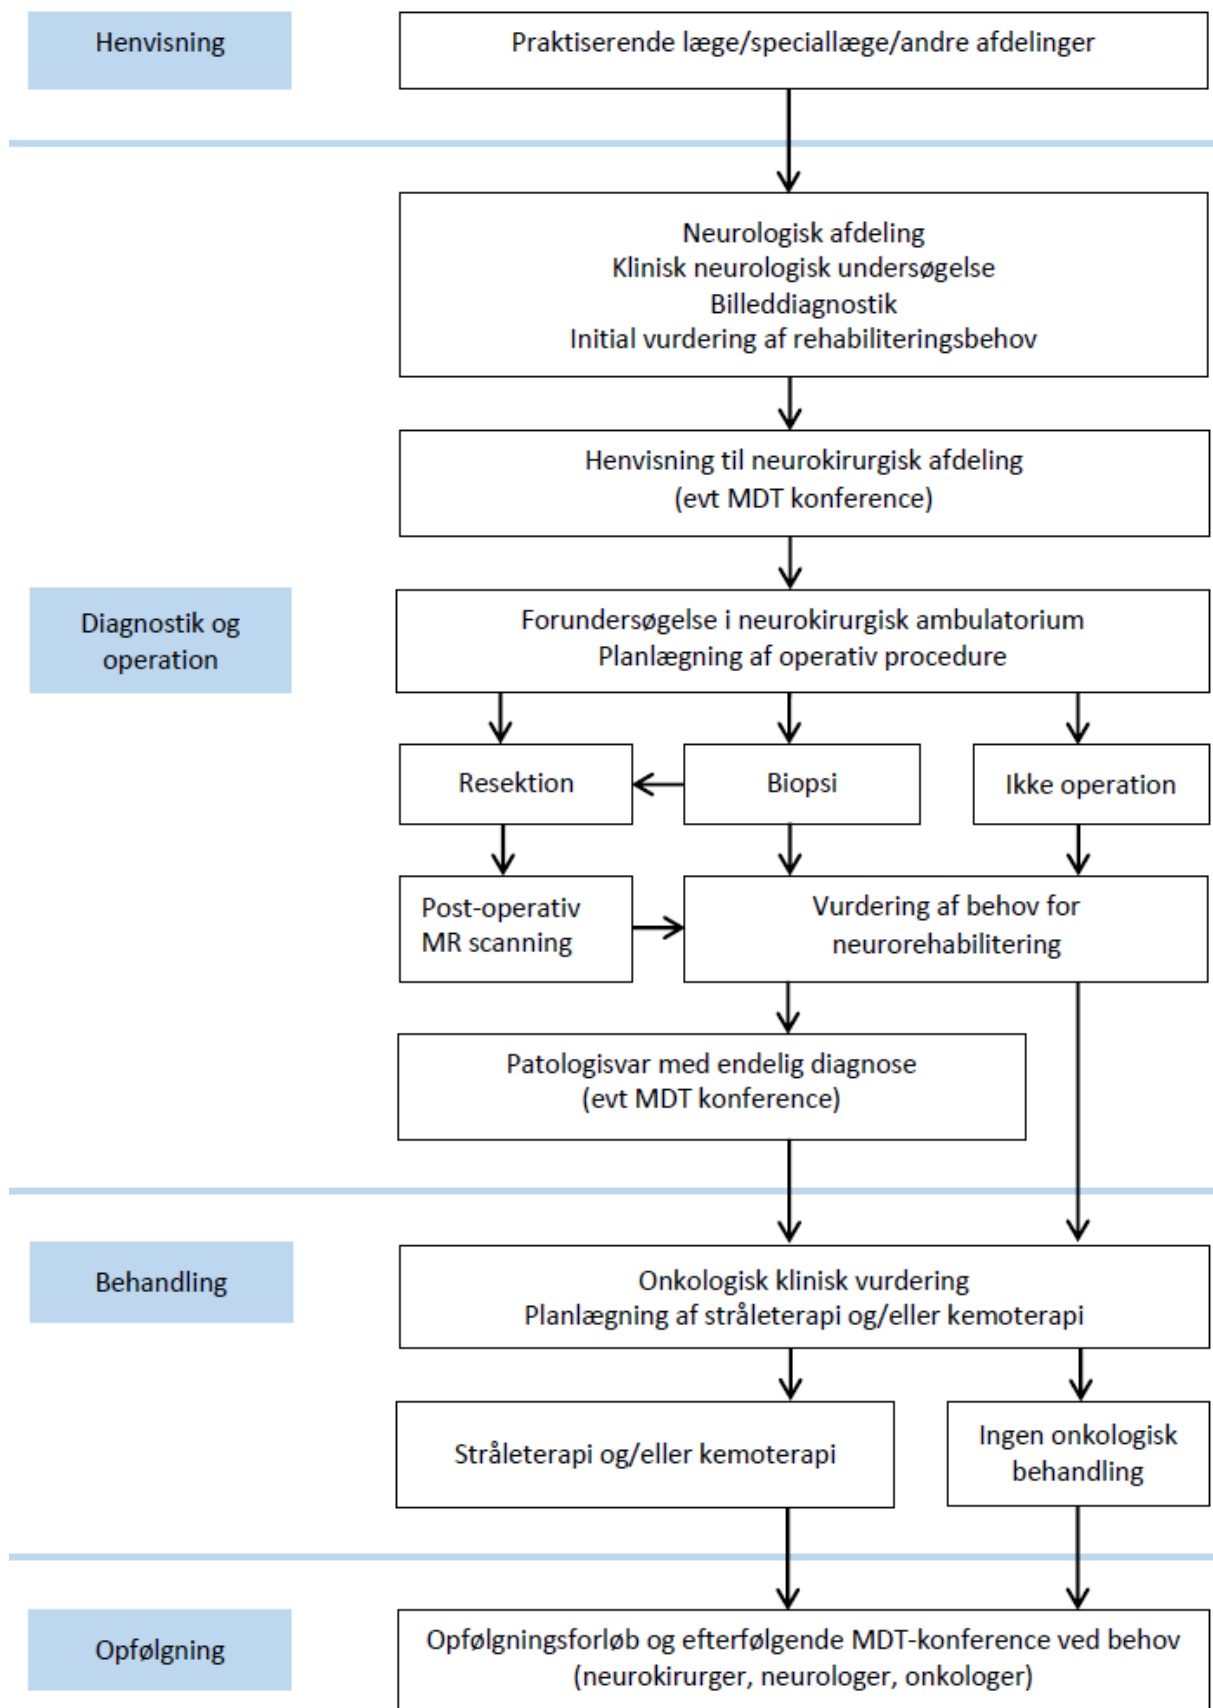 Henvisning
Praktiserende læge/speciallæge/andre afdelinger
Neurologisk afdeling
Klinisk neurologisk undersøgelse
Billeddiagnostik
Initial vurdering af rehabiliteringsbehov
Henvisning til neurokirurgisk afdeling
(evt MDT konference)
Diagnostik og
operation
Forundersøgelse i neurokirurgisk ambulatorium
Planlægning af operativ procedure
Resektion
Biopsi
Ikke operation
Post-operativ
MR scanning
Vurdering af behov for
neurorehabilitering
Patologisvar med endelig diagnose
(evt MDT konference)
Behandling
Onkologisk klinisk vurdering
Planlægning af stråleterapi og/eller kemoterapi
Stråleterapi og/eller kemoterapi
Ingen onkologisk
behandling
Opfølgning
Opfølgningsforløb og efterfølgende MDT-konference ved behov
(neurokirurger, neurologer, onkologer)